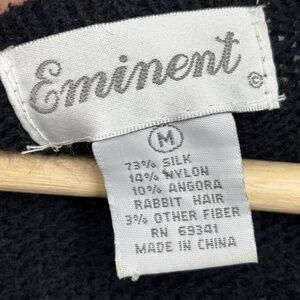 Eminent
©
M
73% SILK
14% NYLON
10% ANGORA
RABBIT HAIR
3% OTHER FIBER
RN 69341
MADE IN CHINA